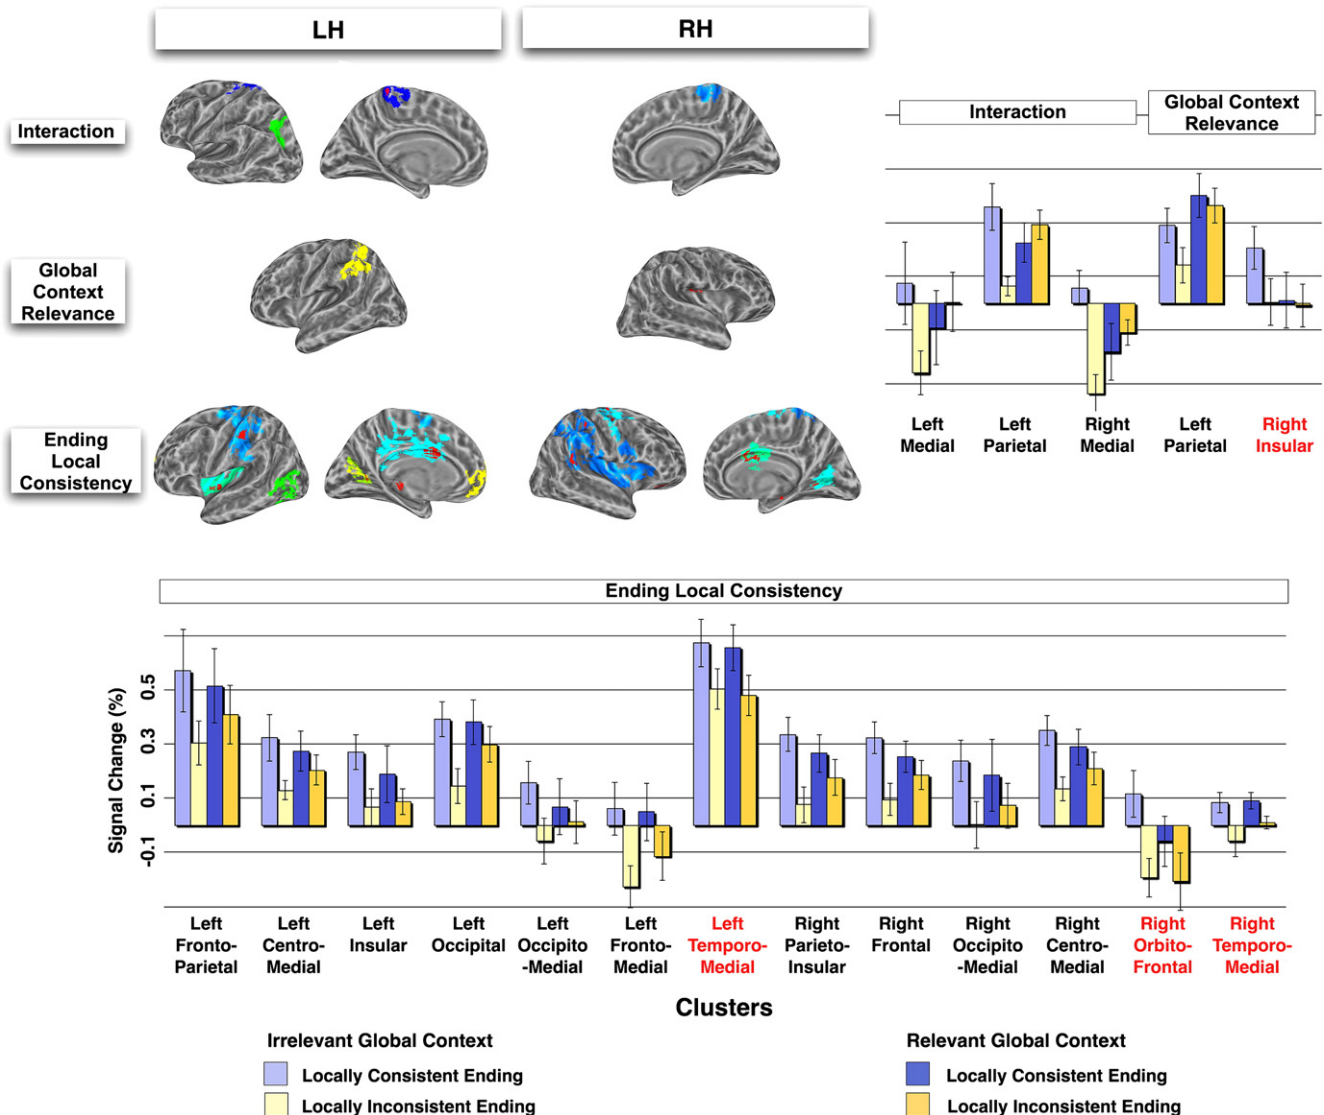 LH
RH
Interaction
Global
Context
Relevance
Ending
Local
Consistency
Interaction
Global Context
Relevance
Left
Medial
Left
Parietal
Right
Medial
Left
Parietal
Right
Insular
Ending Local Consistency
Signal Change (%)
0.5
0.3
0.1
-0.1
Left
Fronto-
Parietal
Left
Centro-
Medial
Left
Insular
Left
Occipital
Left
Occipito
-Medial
Left
Fronto-
Medial
Left
Temporo-
Medial
Right
Parieto-
Insular
Right
Frontal
Right
Occipito
-Medial
Right
Centro-
Medial
Right
Orbito-
Frontal
Right
Temporo-
Medial
Clusters
Irrelevant Global Context
Locally Consistent Ending
Locally Inconsistent Ending
Relevant Global Context
Locally Consistent Ending
Locally Inconsistent Ending